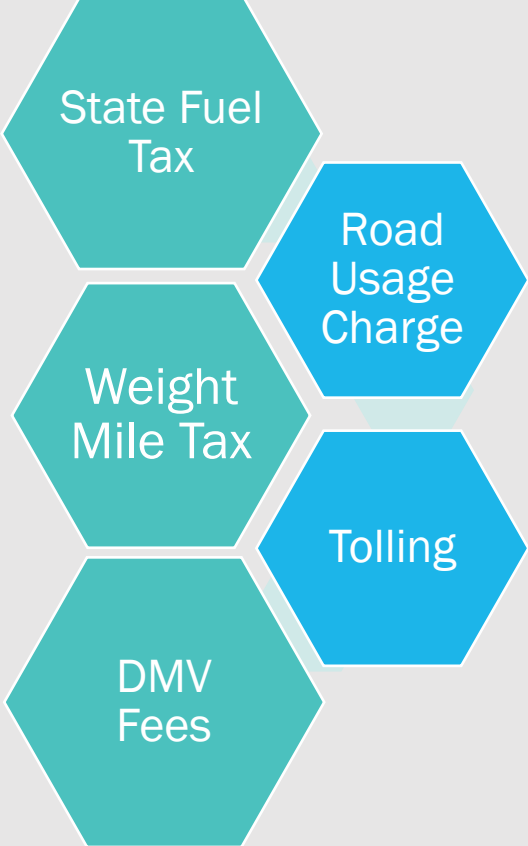 State Fuel
Tax
Road
Usage
Charge
Weight
Mile Tax
Tolling
DMV
Fees